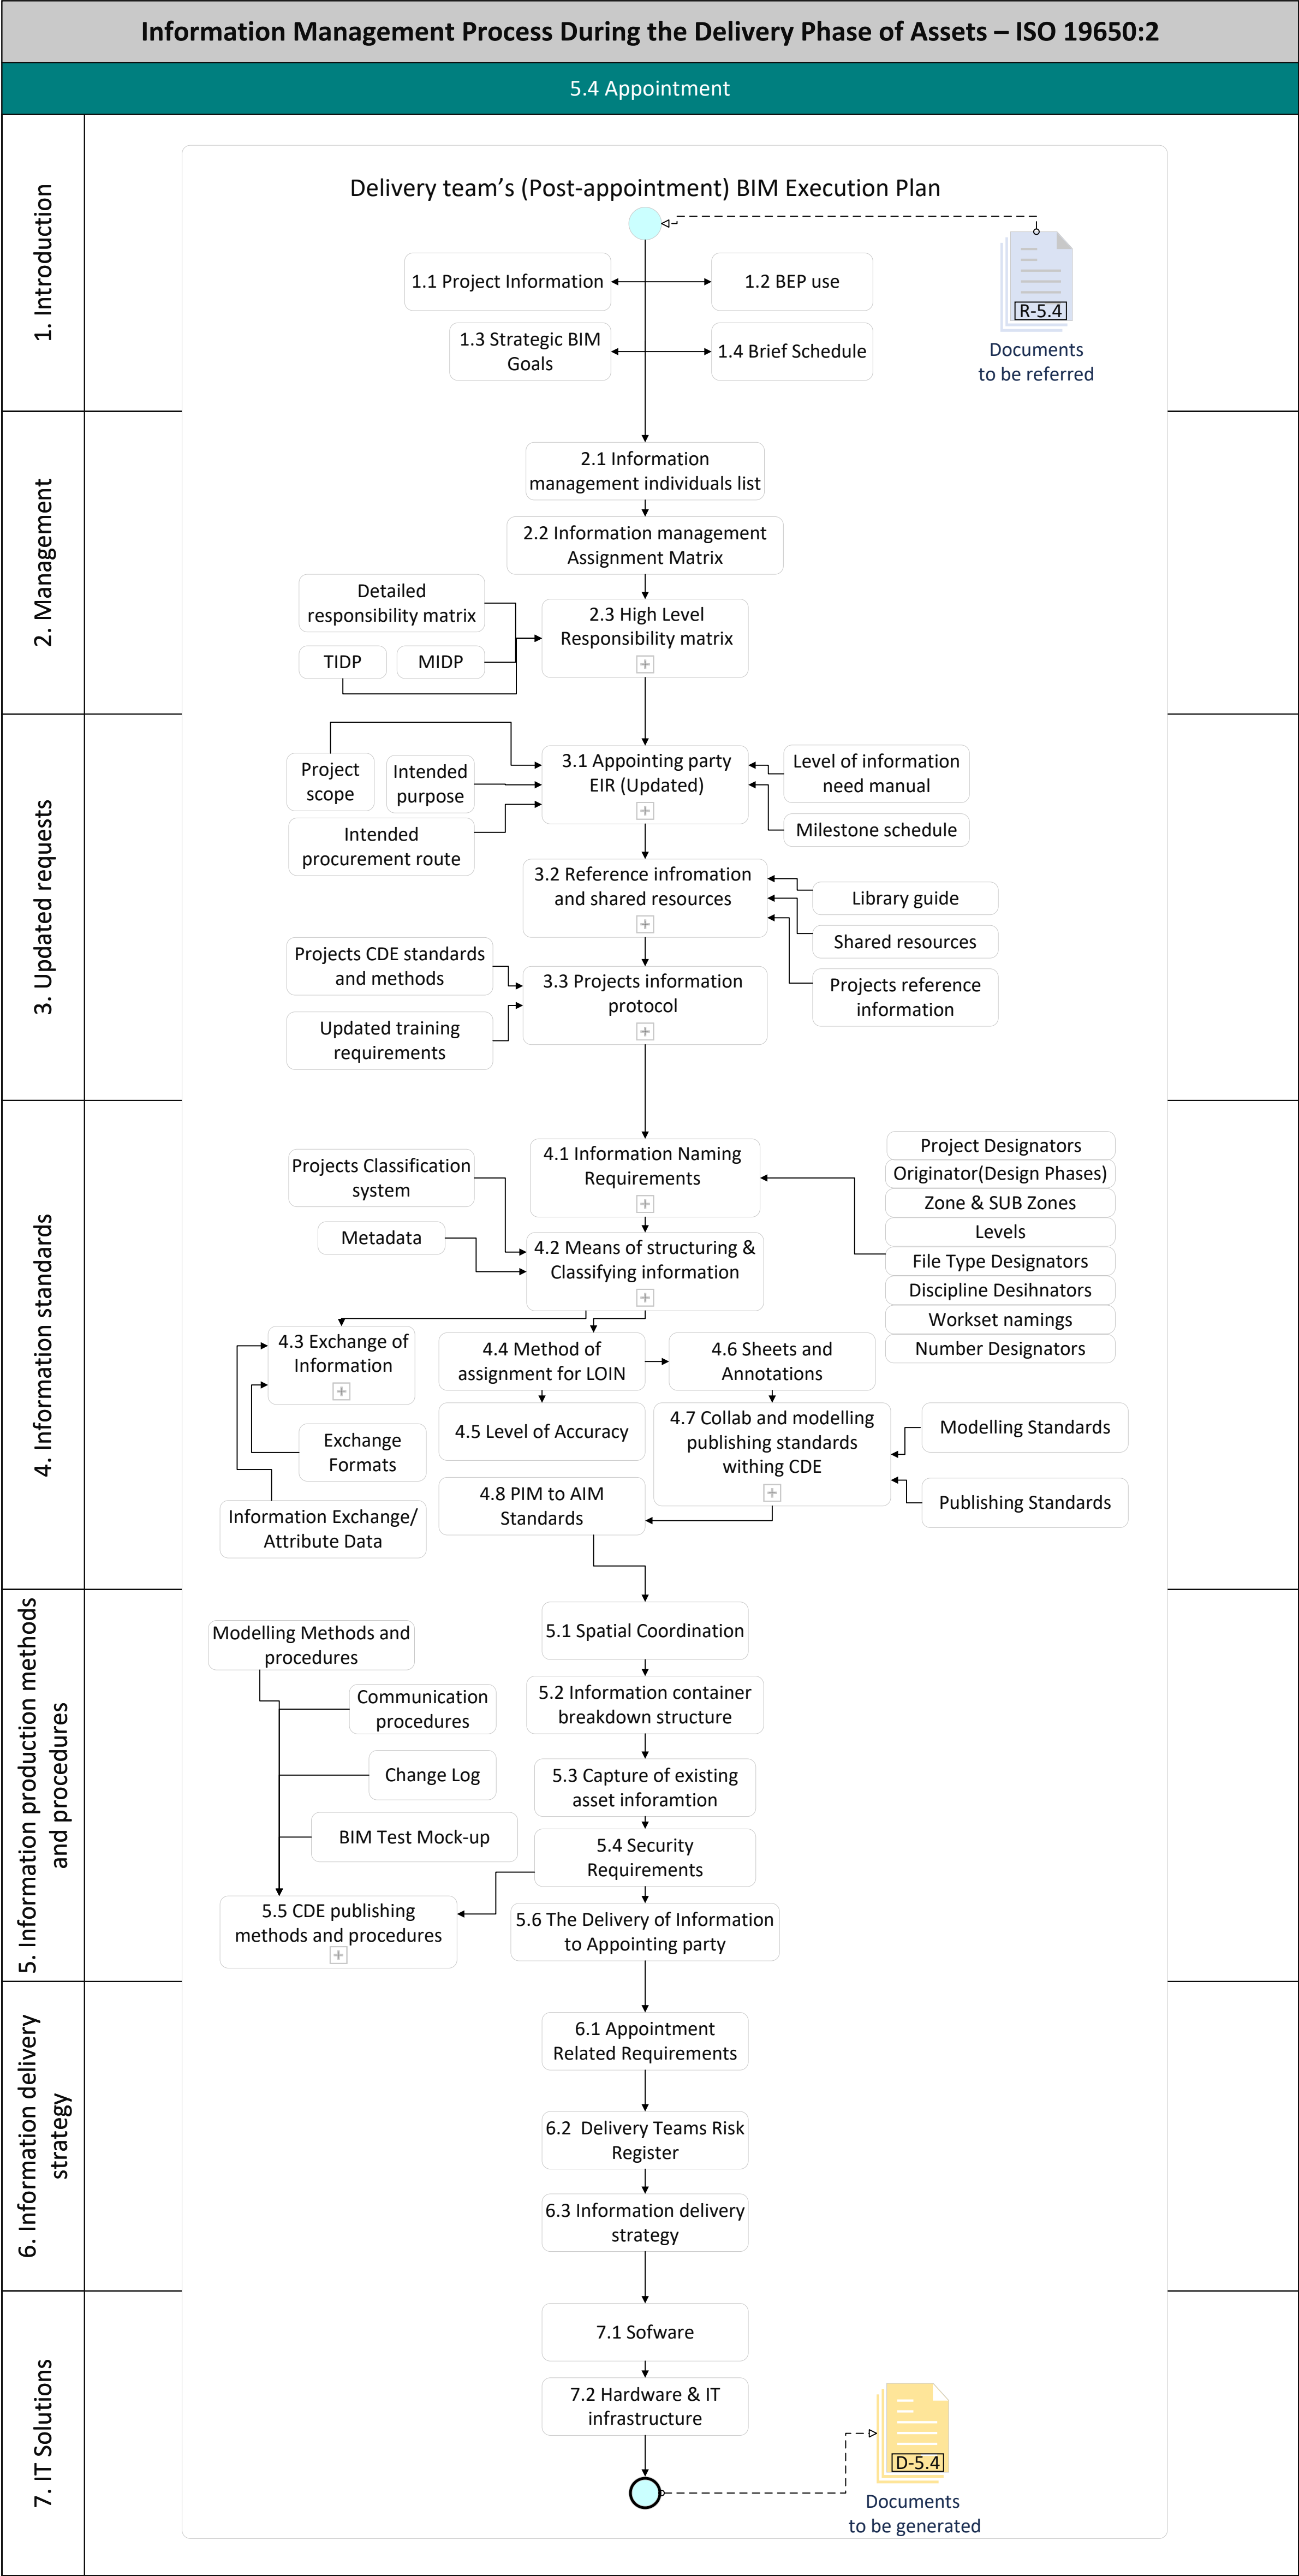 Information Management Process During the Delivery Phase of Assets – ISO 19650:2
5.4 Appointment
1. Introduction
Delivery team's (Post-appointment) BIM Execution Plan
1.1 Project Information
1.2 BEP use
R-5.4
Documents
to be referred
1.3 Strategic BIM
Goals
1.4 Brief Schedule
2. Management
2.1 Information
management individuals list
2.2 Information management
Assignment Matrix
Detailed
responsibility matrix
TIDP
MIDP
2.3 High Level
Responsibility matrix
3. Updated requests
Project
scope
Intended
purpose
Intended
procurement route
3.1 Appointing party
EIR (Updated)
Level of information
need manual
Milestone schedule
3.2 Reference infromation
and shared resources
Library guide
Shared resources
Projects reference
information
Projects CDE standards
and methods
Updated training
requirements
3.3 Projects information
protocol
4. Information standards
4.1 Information Naming
Requirements
Project Designators
Originator(Design Phases)
Zone & SUB Zones
Levels
File Type Designators
Discipline Desihnators
Workset namings
Number Designators
Projects Classification
system
Metadata
4.2 Means of structuring &
Classifying information
4.3 Exchange of
Information
4.4 Method of
assignment for LOIN
4.6 Sheets and
Annotations
Exchange
Formats
Information Exchange/
Attribute Data
4.5 Level of Accuracy
4.7 Collab and modelling
publishing standards
withing CDE
Modelling Standards
Publishing Standards
4.8 PIM to AIM
Standards
5. Information production methods
and procedures
5.1 Spatial Coordination
Modelling Methods and
procedures
Communication
procedures
Change Log
BIM Test Mock-up
5.2 Information container
breakdown structure
5.3 Capture of existing
asset inforamtion
5.4 Security
Requirements
5.5 CDE publishing
methods and procedures
5.6 The Delivery of Information
to Appointing party
6. Information delivery
strategy
6.1 Appointment
Related Requirements
6.2 Delivery Teams Risk
Register
6.3 Information delivery
strategy
7. IT Solutions
7.1 Sofware
7.2 Hardware & IT
infrastructure
D-5.4
Documents
to be generated